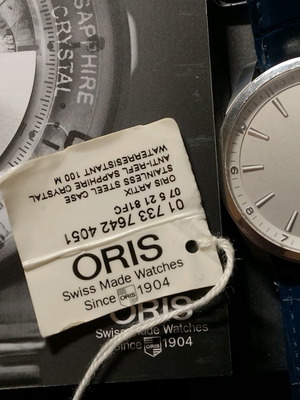 SAPPHIRE
CRYSTAL
01 733 7642 4051
07 5 21 81FC
ORIS ARTIX
STAINLESS STEEL CASE
ANTI-REFL SAPPHIRE CRYSTAL
WATERRESISTANT 100 M
ORIS
Swiss Made Watches
Since ORIS 1904
ORIS
Swiss Made Watches
Since 1904